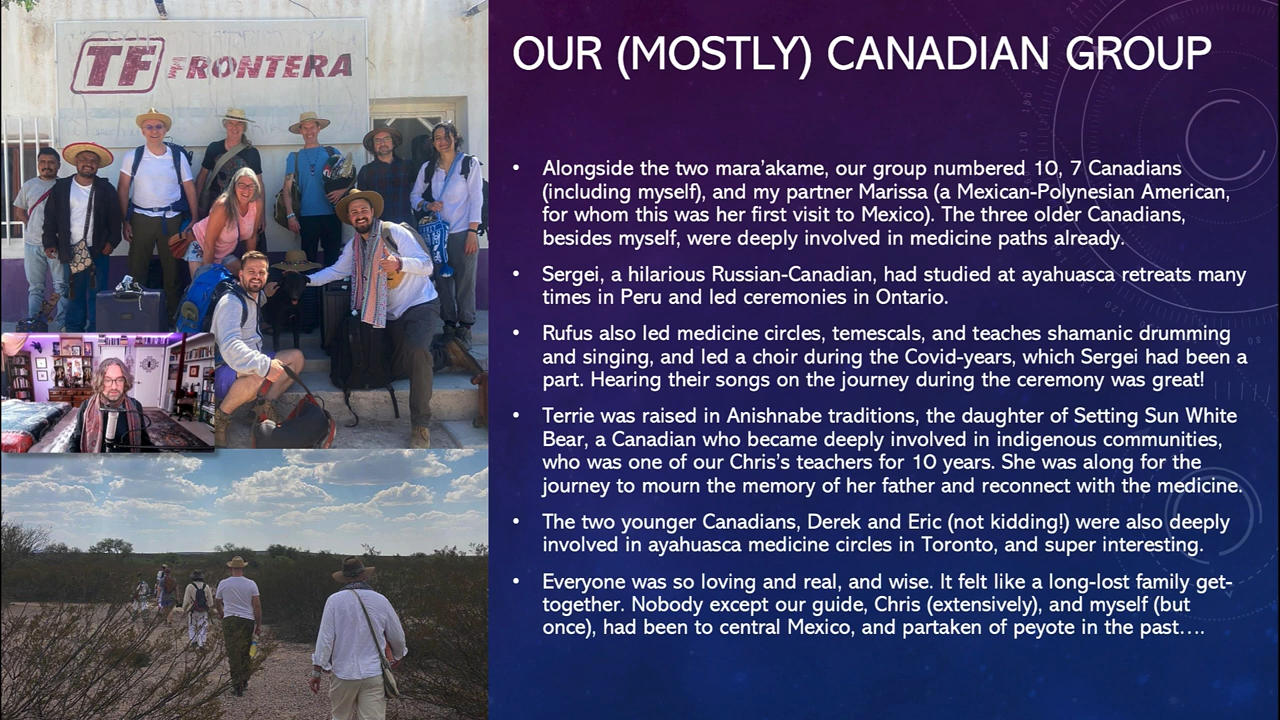 TF FRONTERA
OUR (MOSTLY) CANADIAN GROUP
• Alongside the two mara'akame, our group numbered 10, 7 Canadians
(including myself), and my partner Marissa (a Mexican-Polynesian American,
for whom this was her first visit to Mexico). The three older Canadians,
besides myself, were deeply involved in medicine paths already.
• Sergei, a hilarious Russian-Canadian, had studied at ayahuasca retreats many
times in Peru and led ceremonies in Ontario.
• Rufus also led medicine circles, temescals, and teaches shamanic drumming
and singing, and led a choir during the Covid-years, which Sergei had been a
part. Hearing their songs on the journey during the ceremony was great!
• Terrie was raised in Anishnabe traditions, the daughter of Setting Sun White
Bear, a Canadian who became deeply involved in indigenous communities,
who was one of our Chris's teachers for 10 years. She was along for the
journey to mourn the memory of her father and reconnect with the medicine.
• The two younger Canadians, Derek and Eric (not kidding!) were also deeply
involved in ayahuasca medicine circles in Toronto, and super interesting.
• Everyone was so loving and real, and wise. It felt like a long-lost family get-
together. Nobody except our guide, Chris (extensively), and myself (but
once), had been to central Mexico, and partaken of peyote in the past….